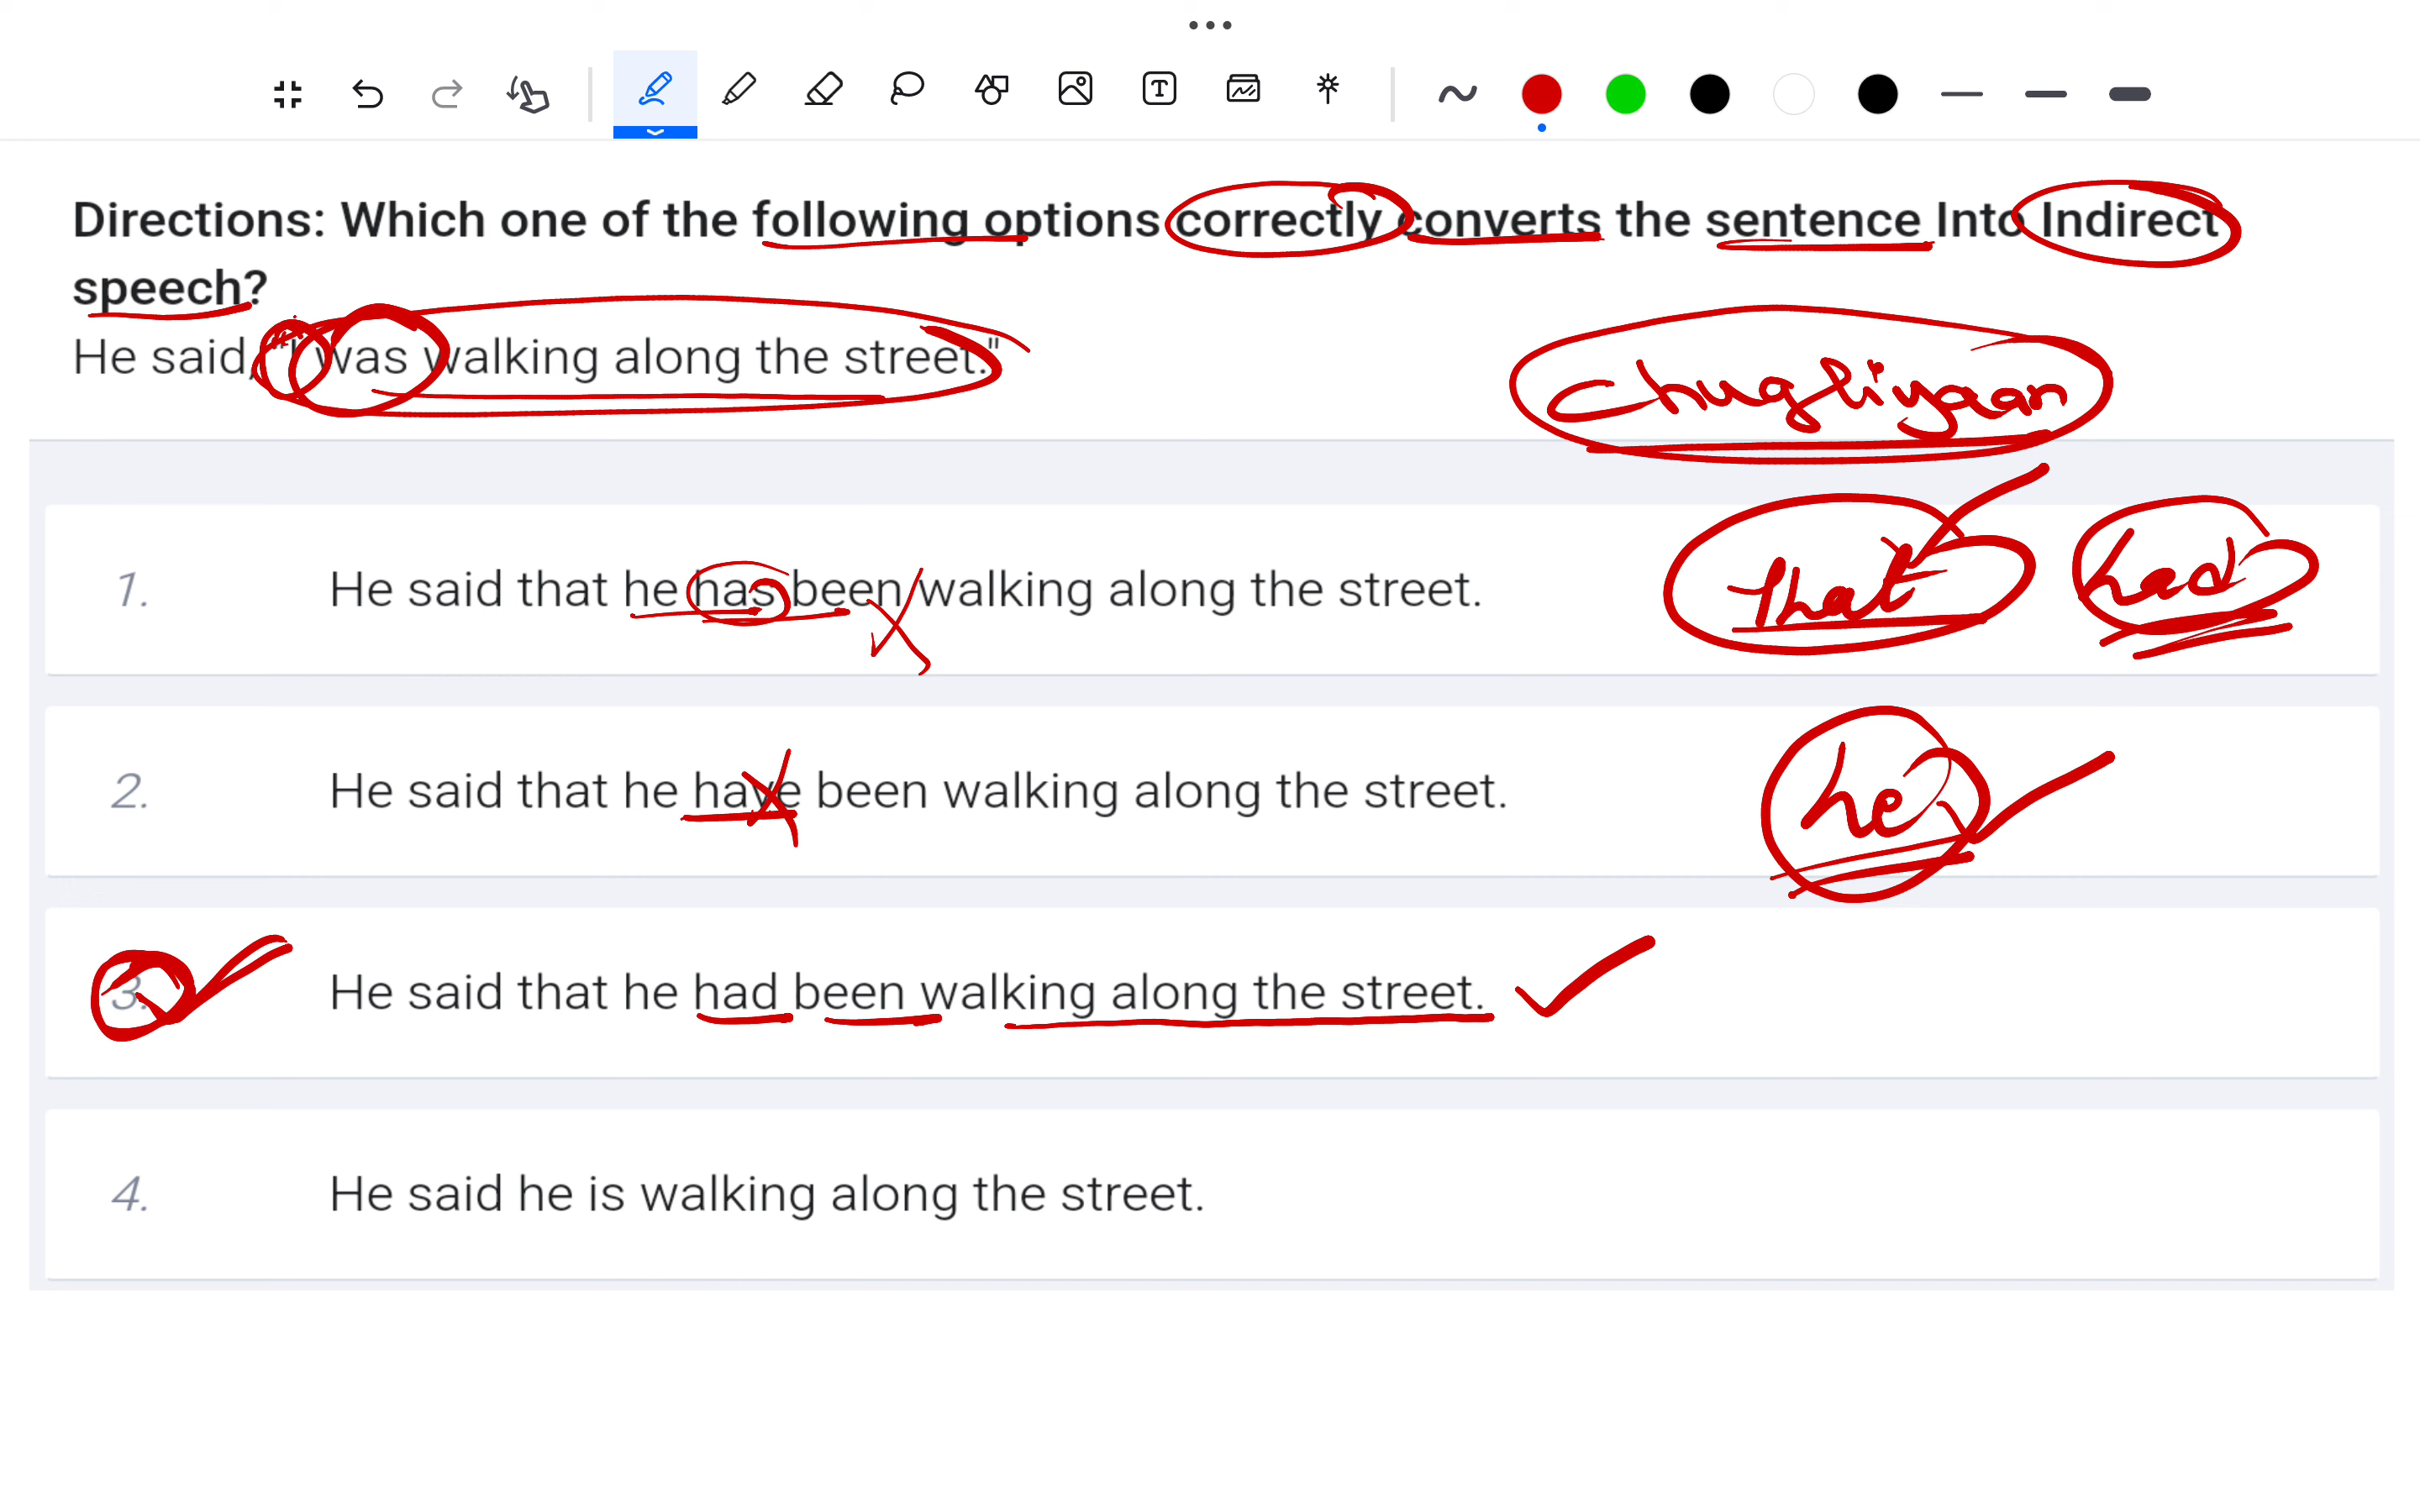 Directions: Which one of the following options correctly converts the sentence Into Indirect
speech?
He said, "I was walking along the street."
chugliyaan
1. He said that he has been walking along the street.
that had
2. He said that he have been walking along the street.
he
3. He said that he had been walking along the street.
4. He said he is walking along the street.